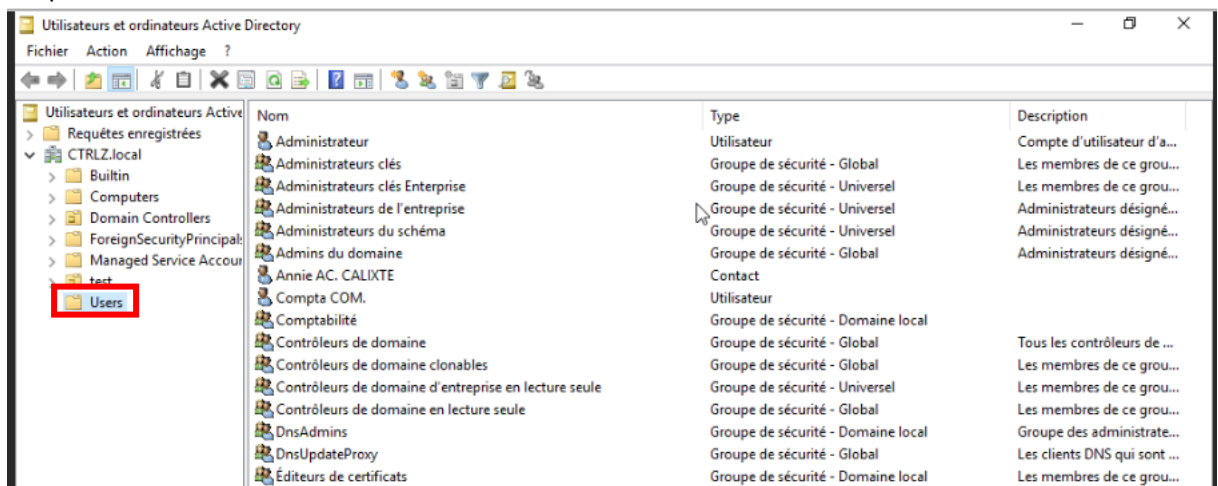 Utilisateurs et ordinateurs Active Directory
Fichier Action Affichage ?
Utilisateurs et ordinateurs Active
Requêtes enregistrées
CTRLZ.local
Builtin
Computers
Domain Controllers
ForeignSecurityPrincipals
Managed Service Accour
test
Users
Nom Type Description
Administrateur Utilisateur Compte d'utilisateur d'a...
Administrateurs clés Groupe de sécurité - Global Les membres de ce grou...
Administrateurs clés Enterprise Groupe de sécurité - Universel Les membres de ce grou...
Administrateurs de l'entreprise Groupe de sécurité - Universel Administrateurs désigné...
Administrateurs du schéma Groupe de sécurité - Universel Administrateurs désigné...
Admins du domaine Groupe de sécurité - Global Administrateurs désigné...
Annie AC. CALIXTE Contact
Compta COM. Utilisateur
Comptabilité Groupe de sécurité - Domaine local
Contrôleurs de domaine Groupe de sécurité - Global Tous les contrôleurs de ...
Contrôleurs de domaine clonables Groupe de sécurité - Global Les membres de ce grou...
Contrôleurs de domaine d'entreprise en lecture seule Groupe de sécurité - Universel Les membres de ce grou...
Contrôleurs de domaine en lecture seule Groupe de sécurité - Global Les membres de ce grou...
DnsAdmins Groupe de sécurité - Domaine local Groupe des administrate...
DnsUpdateProxy Groupe de sécurité - Global Les clients DNS qui sont ...
Éditeurs de certificats Groupe de sécurité - Domaine local Les membres de ce grou...